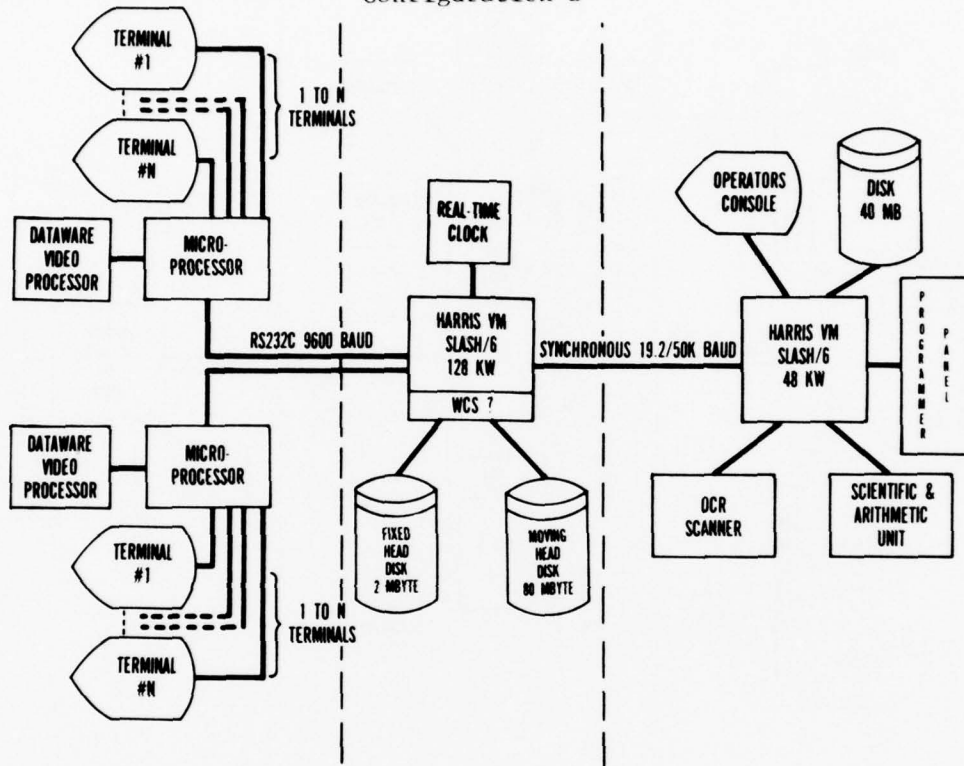 TERMINAL
#1
1 TO N
TERMINALS
TERMINAL
#N
DATAWARE
VIDEO
PROCESSOR
MICRO-
PROCESSOR
RS232C 9600 BAUD
DATAWARE
VIDEO
PROCESSOR
MICRO-
PROCESSOR
TERMINAL
#1
1 TO N
TERMINALS
TERMINAL
#N
REAL-TIME
CLOCK
HARRIS VM
SLASH/6
128 KW
WCS ?
FIXED
HEAD
DISK
2 MBYTE
MOVING
HEAD
DISK
80 MBYTE
SYNCHRONOUS 19.2/50K BAUD
OPERATORS
CONSOLE
DISK
40 MB
HARRIS VM
SLASH/6
48 KW
PROGRAMMER
PANEL
OCR
SCANNER
SCIENTIFIC &
ARITHMETIC
UNIT